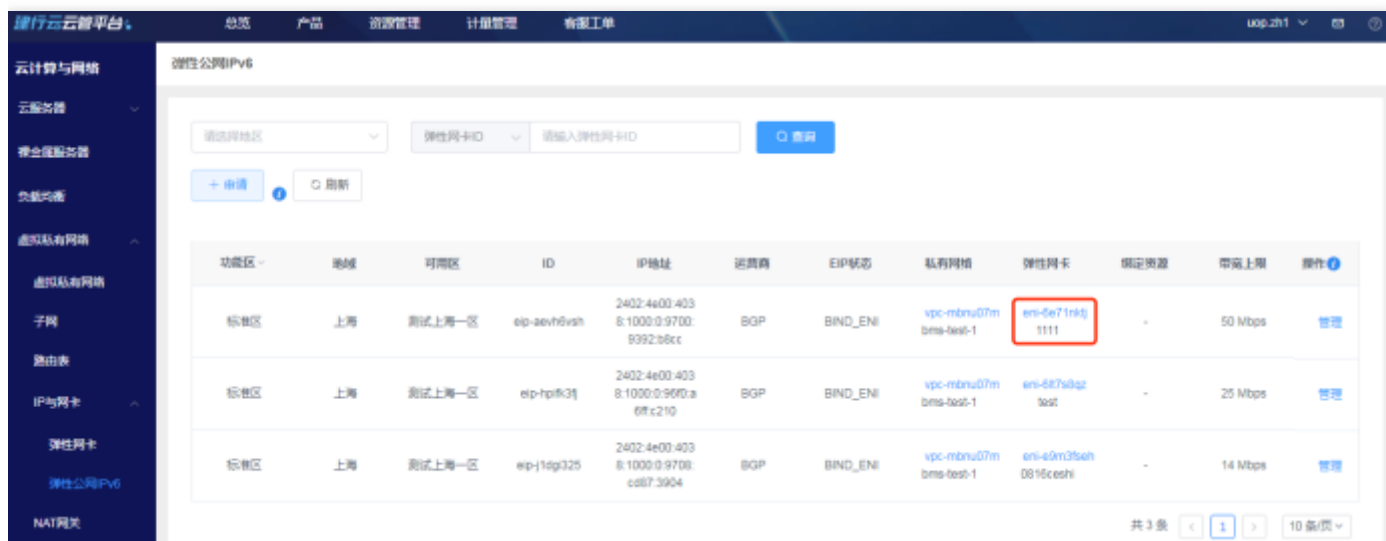 建行云云管平台
总览 产品 资源管理 计量管理 客服工单 uop.zh1
云计算与网络
弹性公网IPv6
云服务器
裸金属服务器
负载均衡
虚拟私有网络
虚拟私有网络
子网
路由表
IP与网卡
弹性网卡
弹性公网IPv6
NAT网关
请选择地区 弹性网卡ID 请输入弹性网卡ID 查询
+ 申请 刷新
功能区 地域 可用区 ID IP地址 运营商 EIP状态 私有网络 弹性网卡 绑定资源 带宽上限 操作
标准区 上海 测试上海一区 eip-aevh6vsh 2402:4e00:403
8:1000:0:9700:
9392:b8cc
BGP BIND_ENI vpc-mbnu07m
bms-test-1
eni-6e71nktj
1111
- 50 Mbps 管理
标准区 上海 测试上海一区 2402:4e00:403
8:1000:0:96f0:a
6ff:c210
BGP BIND_ENI vpc-mbnu07m
bms-test-1
test
- 25 Mbps 管理
标准区 上海 测试上海一区 eip-j1dgi325 2402:4e00:403
8:1000:0:9708:
cd87:3904
BGP BIND_ENI vpc-mbnu07m
bms-test-1
eni-e9m3fseh
0816ceshi
- 14 Mbps 管理
共 3 条 < 1 > 10 条/页